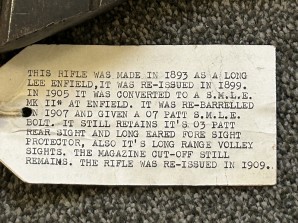 THIS RIFLE WAS MADE IN 1893 AS A LONG
LEE ENFIELD,IT WAS RE-ISSUED IN 1899.
IN 1905 IT WAS CONVERTED TO A S.M.L.E.
MK II* AT ENFIELD. IT WAS RE-BARRELLED
IN 1907 AND GIVEN A 07 PATT S.M.L.E.
BOLT. IT STILL RETAINS IT'S 03 PATT
REAR SIGHT AND LONG EARED FORE SIGHT
PROTECTOR, ALSO IT'S LONG RANGE VOLLEY
SIGHTS. THE MAGAZINE CUT-OFF STILL
REMAINS. THE RIFLE WAS RE-ISSUED IN 1909.